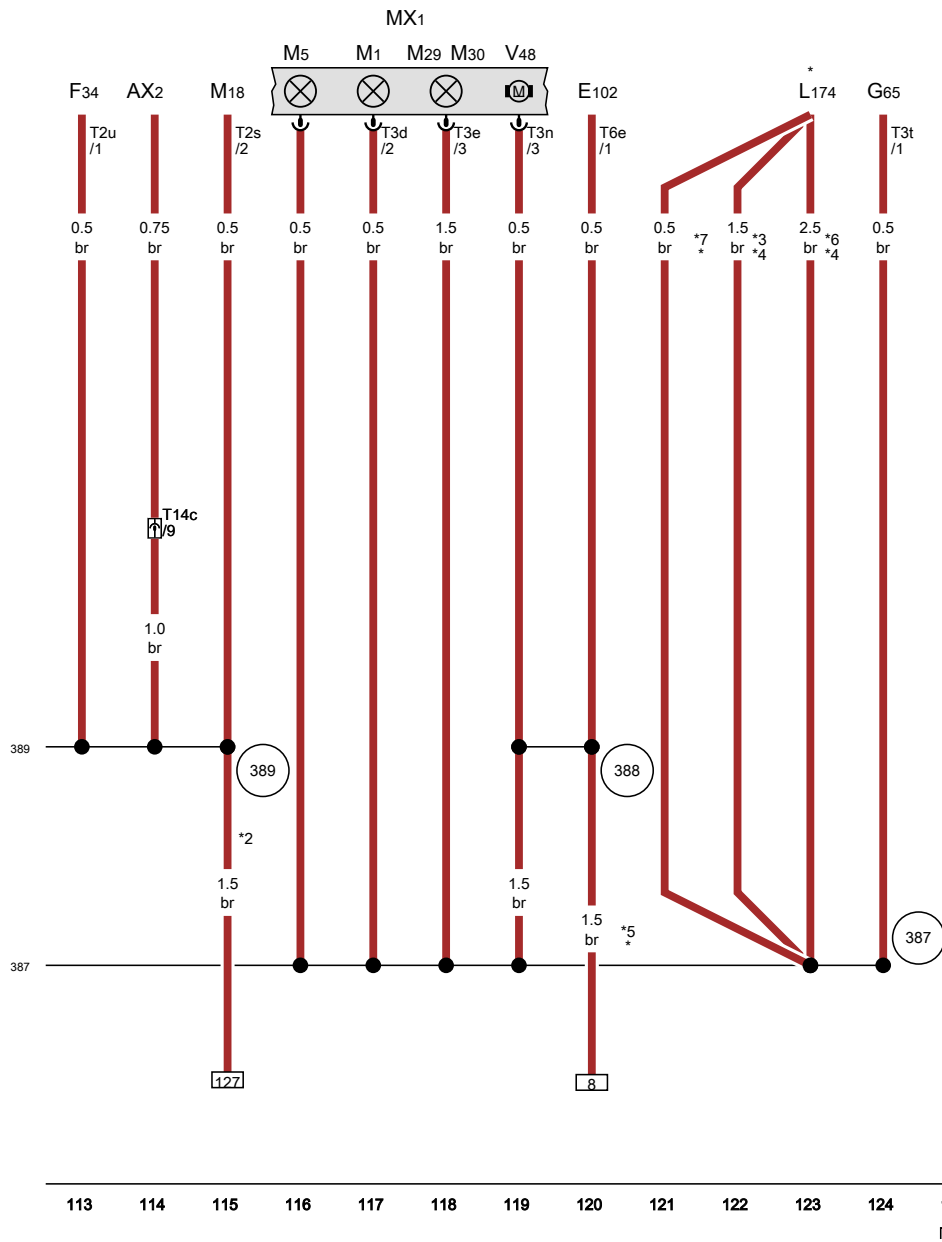 MX1
M5 M1 M29 M30 V48
F34 AX2 M18 E102 * L174 G65
T2u /1
T2s /2
T3d /2
T3e /3
T3n /3
T6e /1
T3t /1
0.5 br
0.75 br
0.5 br
0.5 br
0.5 br
1.5 br
0.5 br
0.5 br
0.5 br
*7 *
1.5 br
*3 *4
2.5 br
*6 *4
0.5 br
M
T14c /9
1.0 br
389
389
388
*2
1.5 br
1.5 br
1.5 br
*5 *
387
387
127
8
113 114 115 116 117 118 119 120 121 122 123 124